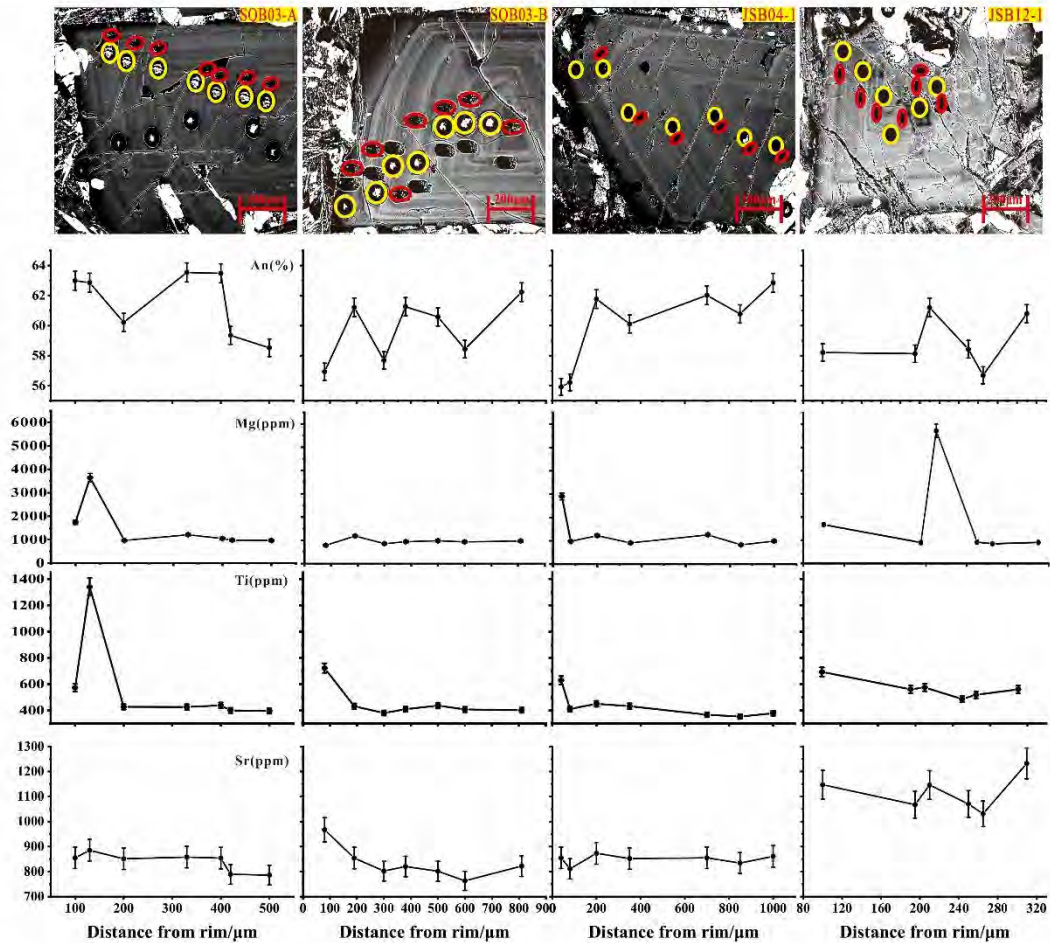 SQB03-A SQB03-B JSB04-1 JSB12-1
200μm
An(%)
64
62
60
58
56
Mg(ppm)
6000
5000
4000
3000
2000
1000
0
Ti(ppm)
1400
1200
1000
800
600
400
Sr(ppm)
1300
1200
1100
1000
900
800
700
100 200 300 400 500
0 100 200 300 400 500 600 700 800 900
200 400 600 800 1000
80 120 160 200 240 280 320
Distance from rim/μm Distance from rim/μm Distance from rim/μm Distance from rim/μm